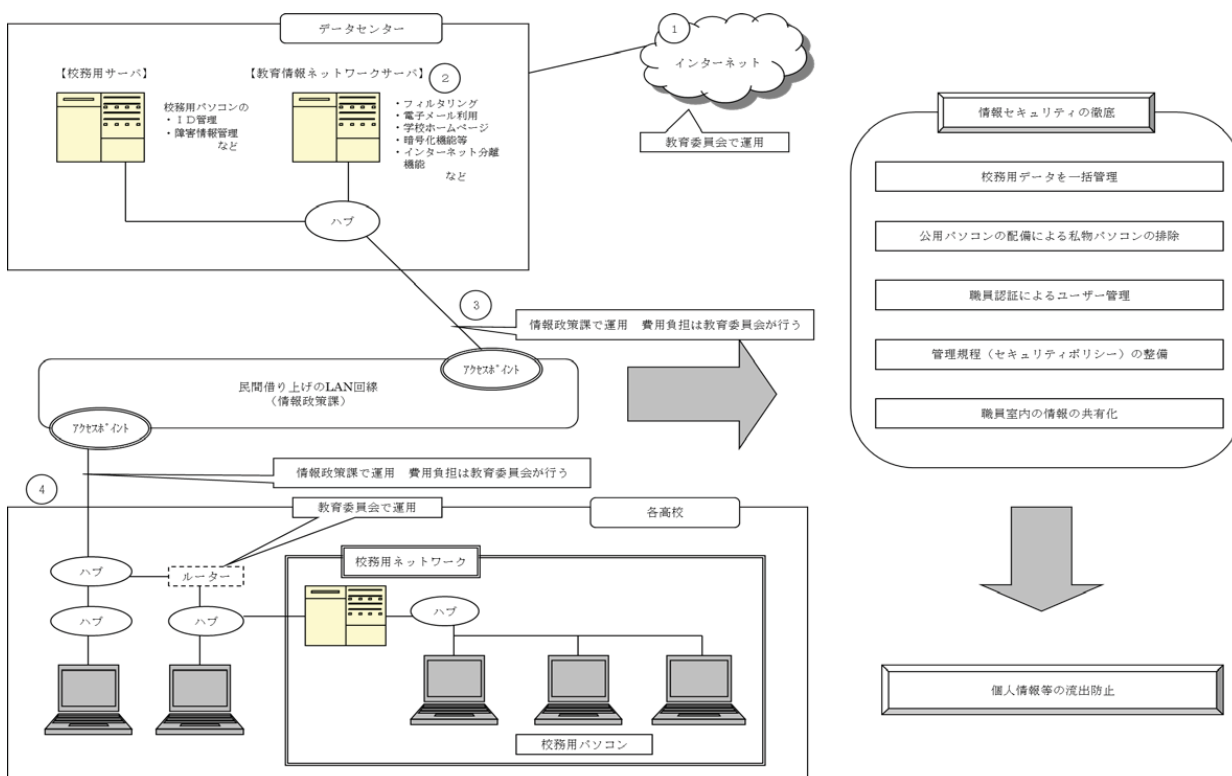 データセンター
①
インターネット
【校務用サーバ】
【教育情報ネットワークサーバ】
②
校務用パソコンの
・ＩＤ管理
・障害情報管理
など
・フィルタリング
・電子メール利用
・学校ホームページ
・暗号化機能等
・インターネット分離
機能
など
教育委員会で運用
ハブ
③
情報政策課で運用　費用負担は教育委員会が行う
アクセスﾎﾟｲﾝﾄ
民間借り上げのLAN回線
（情報政策課）
アクセスﾎﾟｲﾝﾄ
情報政策課で運用　費用負担は教育委員会が行う
④
教育委員会で運用
各高校
校務用ネットワーク
ハブ
ルーター
ハブ
ハブ
ハブ
校務用パソコン
情報セキュリティの徹底
校務用データを一括管理
公用パソコンの配備による私物パソコンの排除
職員認証によるユーザー管理
管理規程（セキュリティポリシー）の整備
職員室内の情報の共有化
個人情報等の流出防止